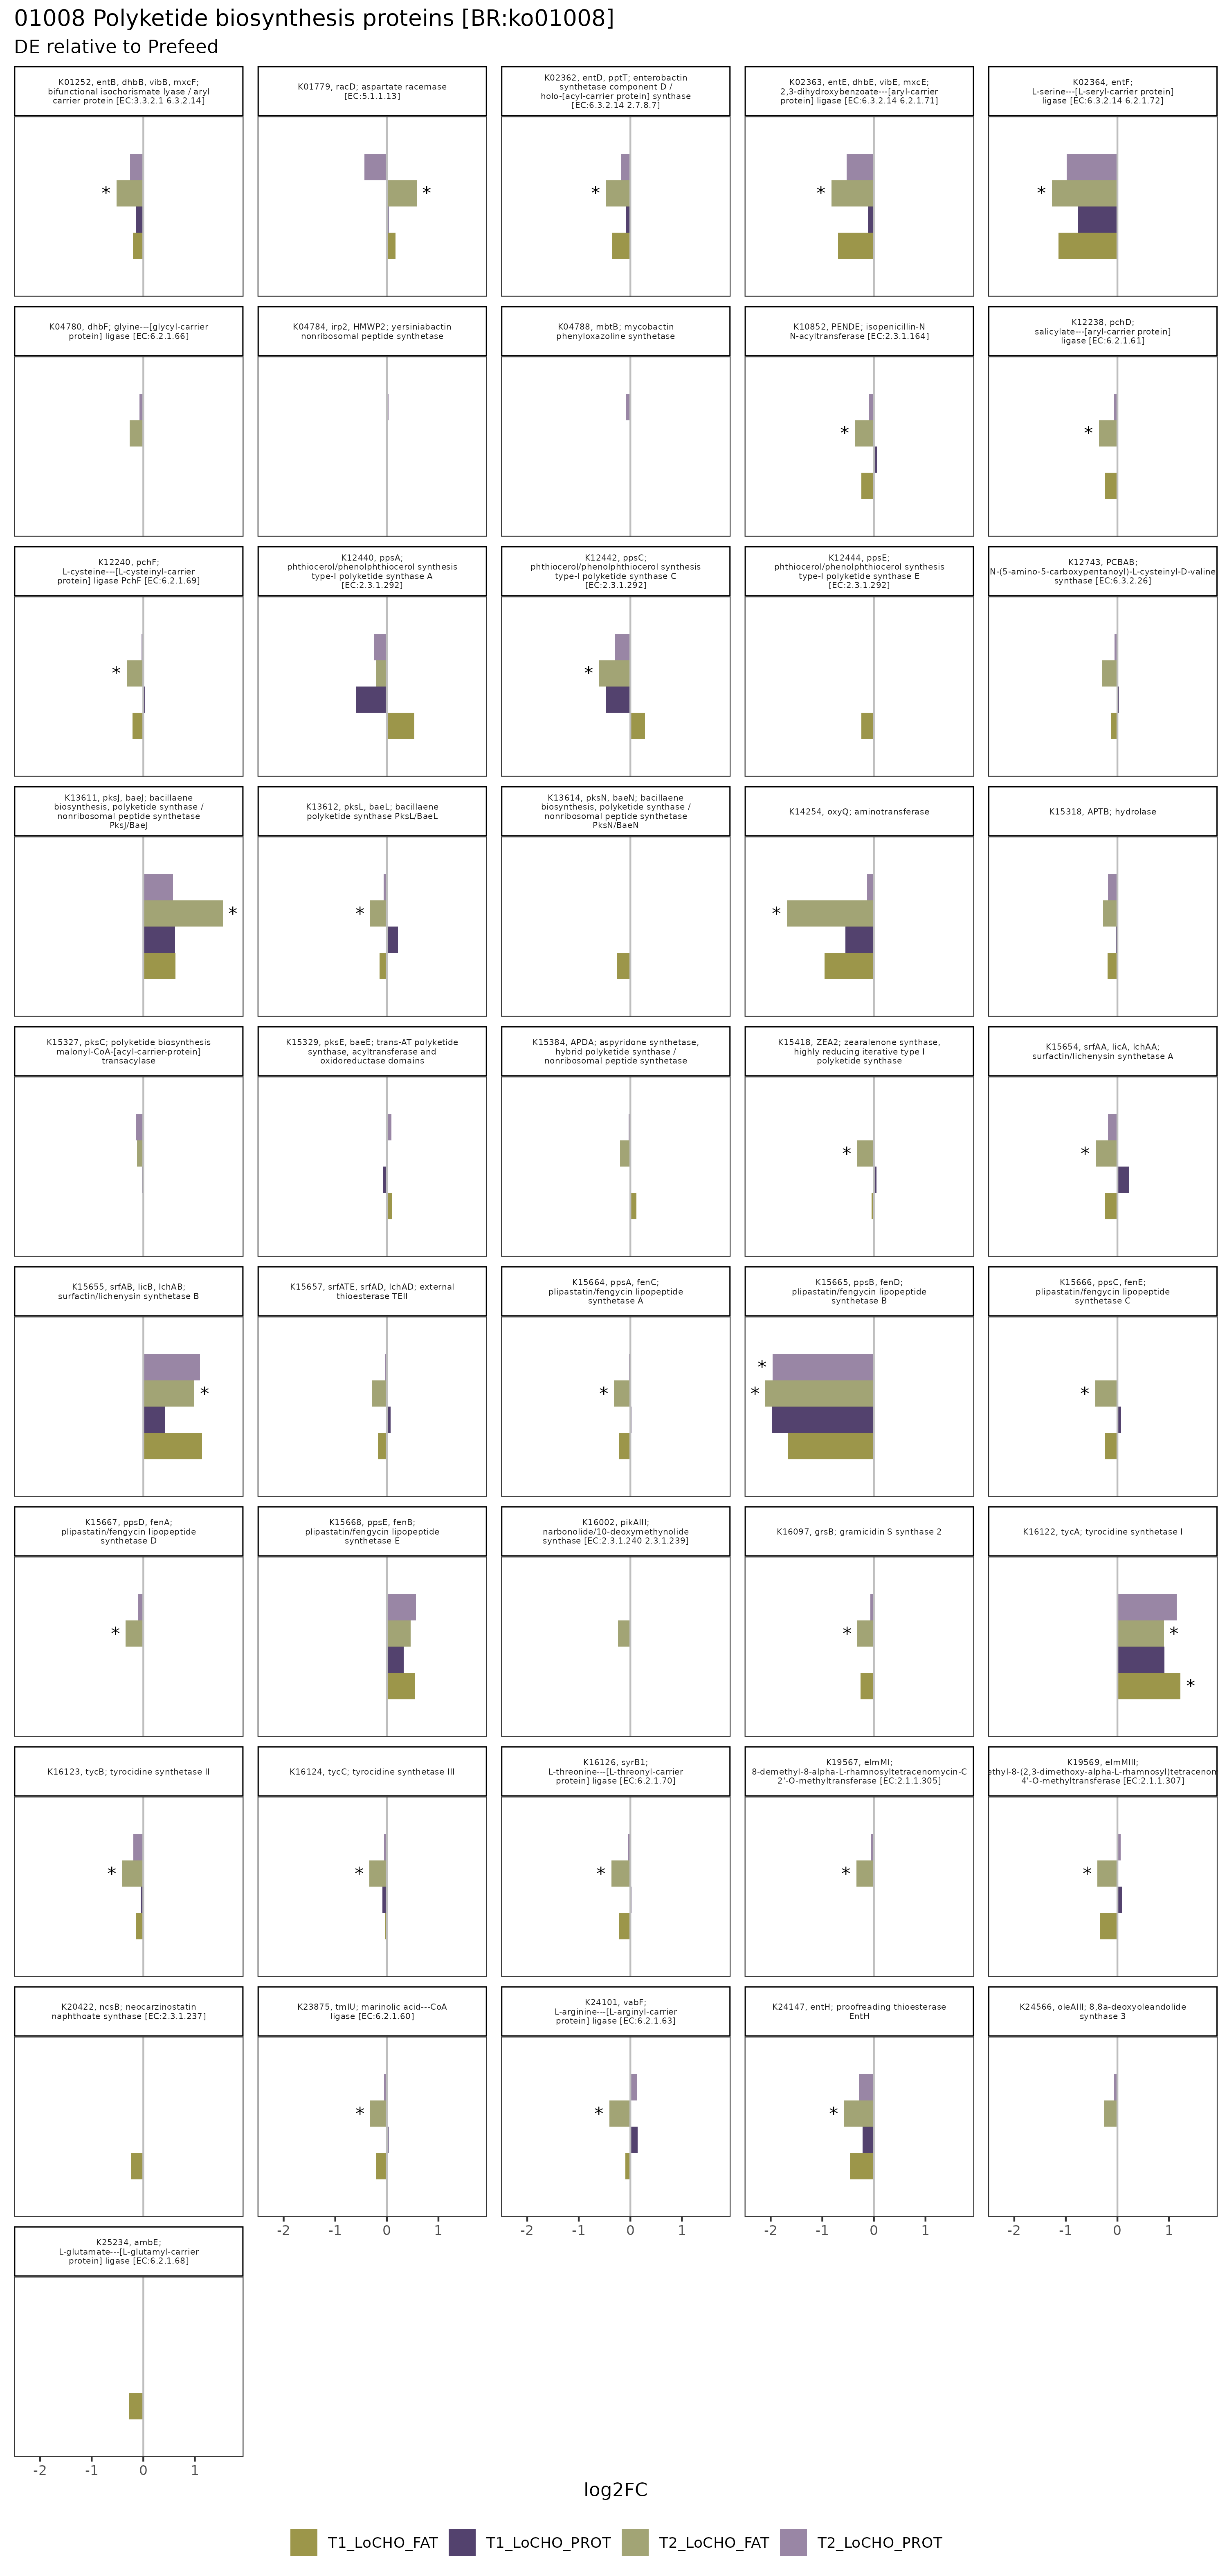 01008 Polyketide biosynthesis proteins [BR:ko01008]
DE relative to Prefeed
K01252, entB, dhbB, vibB, mxcF;
bifunctional isochorismate lyase / aryl
carrier protein [EC:3.3.2.1 6.3.2.14]
K01779, racD; aspartate racemase
[EC:5.1.1.13]
K02362, entD, pptT; enterobactin
synthetase component D /
holo-[acyl-carrier protein] synthase
[EC:6.3.2.14 2.7.8.7]
K02363, entE, dhbE, vibE, mxcE;
2,3-dihydroxybenzoate---[aryl-carrier
protein] ligase [EC:6.3.2.14 6.2.1.71]
K02364, entF;
L-serine---[L-seryl-carrier protein]
ligase [EC:6.3.2.14 6.2.1.72]
*
*
*
*
*
K04780, dhbF; glyine---[glycyl-carrier
protein] ligase [EC:6.2.1.66]
K04784, irp2, HMWP2; yersiniabactin
nonribosomal peptide synthetase
K04788, mbtB; mycobactin
phenyloxazoline synthetase
K10852, PENDE; isopenicillin-N
N-acyltransferase [EC:2.3.1.164]
K12238, pchD;
salicylate---[aryl-carrier protein]
ligase [EC:6.2.1.61]
*
*
K12240, pchF;
L-cysteine---[L-cysteinyl-carrier
protein] ligase PchF [EC:6.2.1.69]
K12440, ppsA;
phthiocerol/phenolphthiocerol synthesis
type-I polyketide synthase A
[EC:2.3.1.292]
K12442, ppsC;
phthiocerol/phenolphthiocerol synthesis
type-I polyketide synthase C
[EC:2.3.1.292]
K12444, ppsE;
phthiocerol/phenolphthiocerol synthesis
type-I polyketide synthase E
[EC:2.3.1.292]
K12743, PCBAB;
N-(5-amino-5-carboxypentanoyl)-L-cysteinyl-D-valine
synthase [EC:6.3.2.26]
*
*
K13611, pksJ, baeJ; bacillaene
biosynthesis, polyketide synthase /
nonribosomal peptide synthetase
PksJ/BaeJ
K13612, pksL, baeL; bacillaene
polyketide synthase PksL/BaeL
K13614, pksN, baeN; bacillaene
biosynthesis, polyketide synthase /
nonribosomal peptide synthetase
PksN/BaeN
K14254, oxyQ; aminotransferase
K15318, APTB; hydrolase
*
*
*
K15327, pksC; polyketide biosynthesis
malonyl-CoA-[acyl-carrier-protein]
transacylase
K15329, pksE, baeE; trans-AT polyketide
synthase, acyltransferase and
oxidoreductase domains
K15384, APDA; aspyridone synthetase,
hybrid polyketide synthase /
nonribosomal peptide synthetase
K15418, ZEA2; zearalenone synthase,
highly reducing iterative type I
polyketide synthase
K15654, srfAA, licA, lchAA;
surfactin/lichenysin synthetase A
*
*
K15655, srfAB, licB, lchAB;
surfactin/lichenysin synthetase B
K15657, srfATE, srfAD, lchAD; external
thioesterase TEII
K15664, ppsA, fenC;
plipastatin/fengycin lipopeptide
synthetase A
K15665, ppsB, fenD;
plipastatin/fengycin lipopeptide
synthetase B
K15666, ppsC, fenE;
plipastatin/fengycin lipopeptide
synthetase C
*
*
*
*
*
K15667, ppsD, fenA;
plipastatin/fengycin lipopeptide
synthetase D
K15668, ppsE, fenB;
plipastatin/fengycin lipopeptide
synthetase E
K16002, pikAIII;
narbonolide/10-deoxymethynolide
synthase [EC:2.3.1.240 2.3.1.239]
K16097, grsB; gramicidin S synthase 2
K16122, tycA; tyrocidine synthetase I
*
*
*
*
K16123, tycB; tyrocidine synthetase II
K16124, tycC; tyrocidine synthetase III
K16126, syrB1;
L-threonine---[L-threonyl-carrier
protein] ligase [EC:6.2.1.70]
K19567, elmMI;
8-demethyl-8-alpha-L-rhamnosyltetracenomycin-C
2'-O-methyltransferase [EC:2.1.1.305]
K19569, elmMIII;
ethyl-8-(2,3-dimethoxy-alpha-L-rhamnosyl)tetracenom
4'-O-methyltransferase [EC:2.1.1.307]
*
*
*
*
*
K20422, ncsB; neocarzinostatin
naphthoate synthase [EC:2.3.1.237]
K23875, tmlU; marinolic acid---CoA
ligase [EC:6.2.1.60]
K24101, vabF;
L-arginine---[L-arginyl-carrier
protein] ligase [EC:6.2.1.63]
K24147, entH; proofreading thioesterase
EntH
K24566, oleAIII; 8,8a-deoxyoleandolide
synthase 3
*
*
*
-2 -1 0 1
-2 -1 0 1
-2 -1 0 1
-2 -1 0 1
K25234, ambE;
L-glutamate---[L-glutamyl-carrier
protein] ligase [EC:6.2.1.68]
-2 -1 0 1
log2FC
T1_LoCHO_FAT T1_LoCHO_PROT T2_LoCHO_FAT T2_LoCHO_PROT